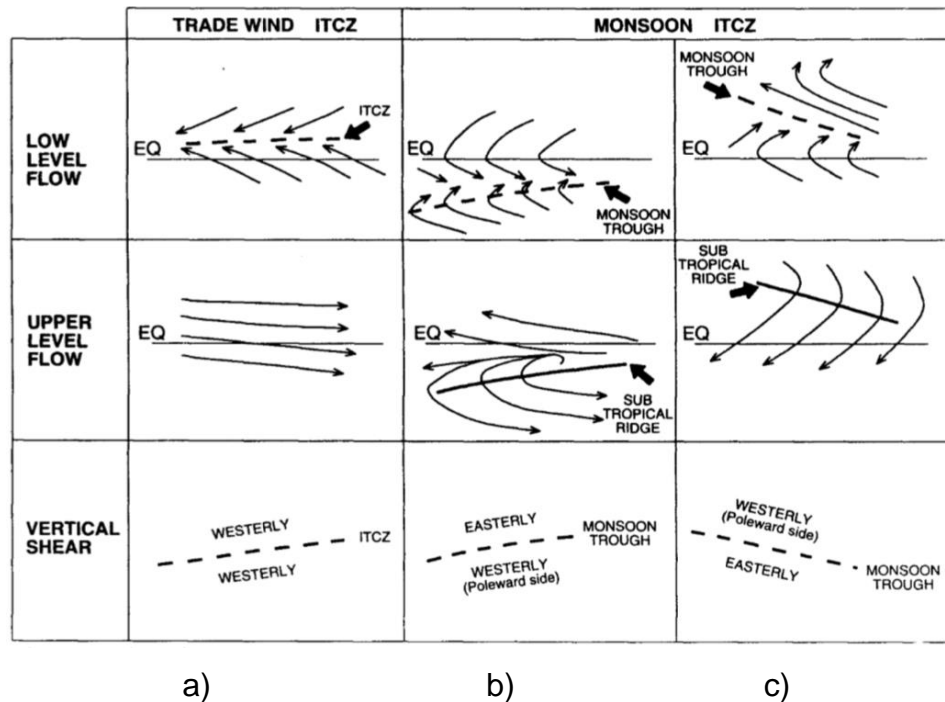 TRADE WIND ITCZ
MONSOON ITCZ
LOW
LEVEL
FLOW
EQ
ITCZ
EQ
MONSOON
TROUGH
MONSOON
TROUGH
EQ
UPPER
LEVEL
FLOW
EQ
EQ
SUB
TROPICAL
RIDGE
SUB
TROPICAL
RIDGE
EQ
VERTICAL
SHEAR
WESTERLY
ITCZ
WESTERLY
EASTERLY
MONSOON
TROUGH
WESTERLY
(Poleward side)
WESTERLY
(Poleward side)
EASTERLY
MONSOON
TROUGH
a)
b)
c)